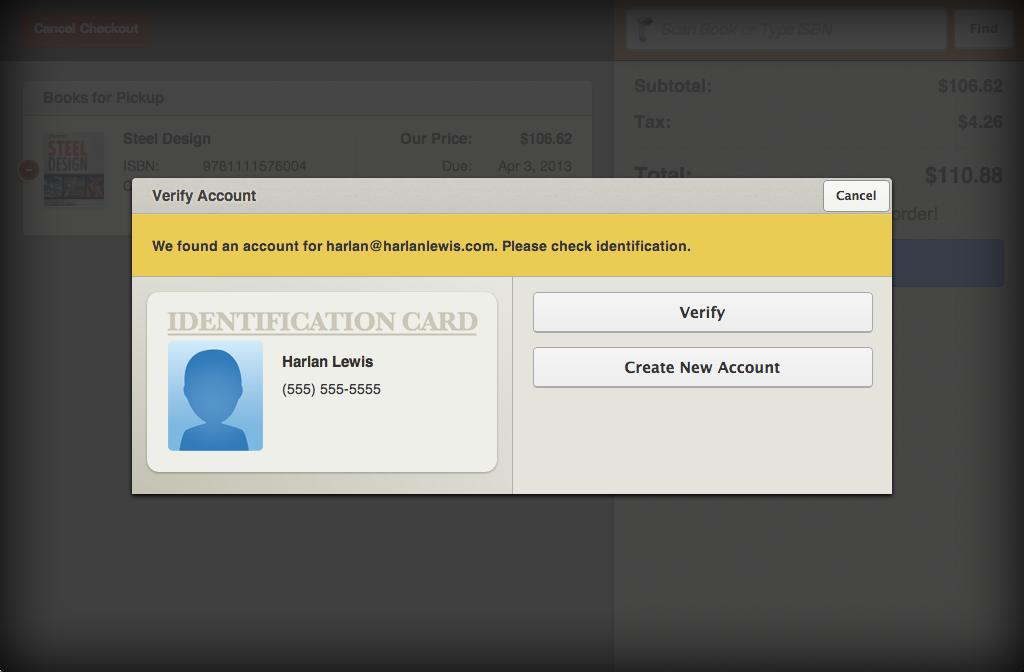 Cancel Checkout
Scan Book or Type ISBN
Find
Books for Pickup
Steel Design
Our Price: $106.62
ISBN: 9781111576004
Due: Apr 3, 2013
STEEL
DESIGN
Subtotal: $106.62
Tax: $4.26
Total: $110.88
order!
Verify Account
Cancel
We found an account for harlan@harlanlewis.com. Please check identification.
IDENTIFICATION CARD
Harlan Lewis
(555) 555-5555
Verify
Create New Account